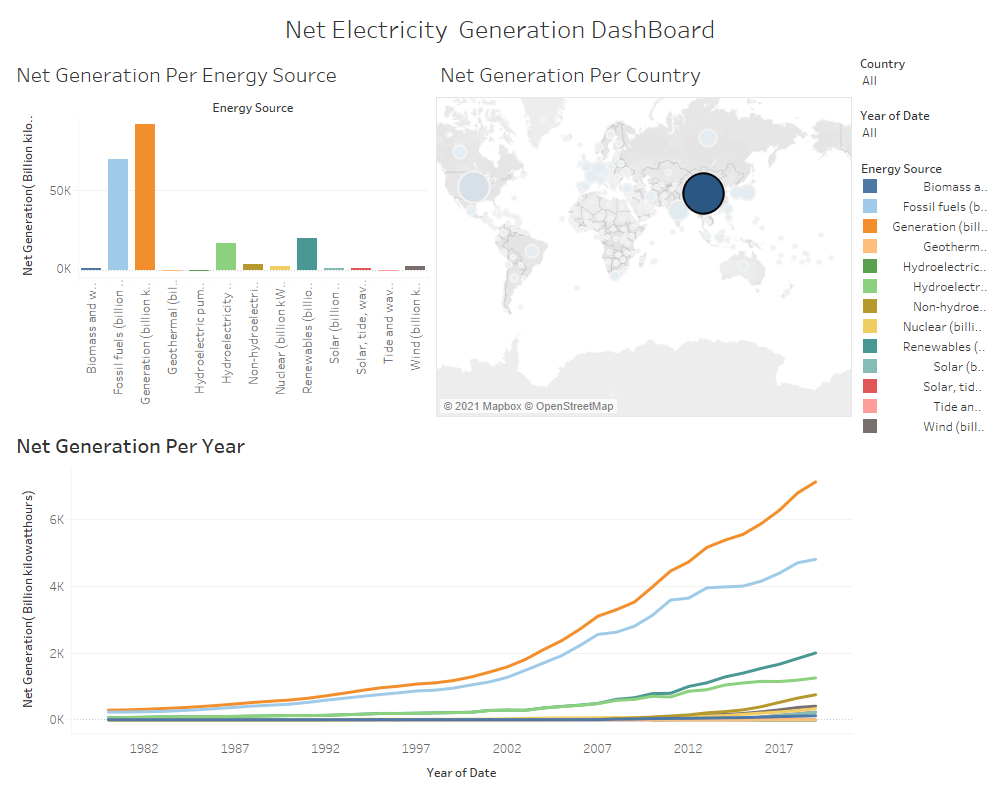 Net Electricity  Generation DashBoard
Net Generation Per Energy Source
Energy Source
Net Generation( Billion kilo..
50K
0K
Biomass and w..
Fossil fuels (billion ..
Generation (billion k..
Geothermal (bil..
Hydroelectric pum..
Hydroelectricity ..
Non-hydroelectri..
Nuclear (billion kW..
Renewables (billio..
Solar (billion ..
Solar, tide, wav..
Tide and wav..
Wind (billion k..
Net Generation Per Country
© 2021 Mapbox © OpenStreetMap
Country
All
Year of Date
All
Energy Source
Biomass a..
Fossil fuels (b..
Generation (bill..
Geotherm..
Hydroelectric..
Hydroelectr..
Non-hydroe..
Nuclear (billi..
Renewables (..
Solar (b..
Solar, tid..
Tide an..
Wind (bill..
Net Generation Per Year
Net Generation( Billion kilowatthours)
6K
4K
2K
0K
1982
1987
1992
1997
2002
2007
2012
2017
Year of Date